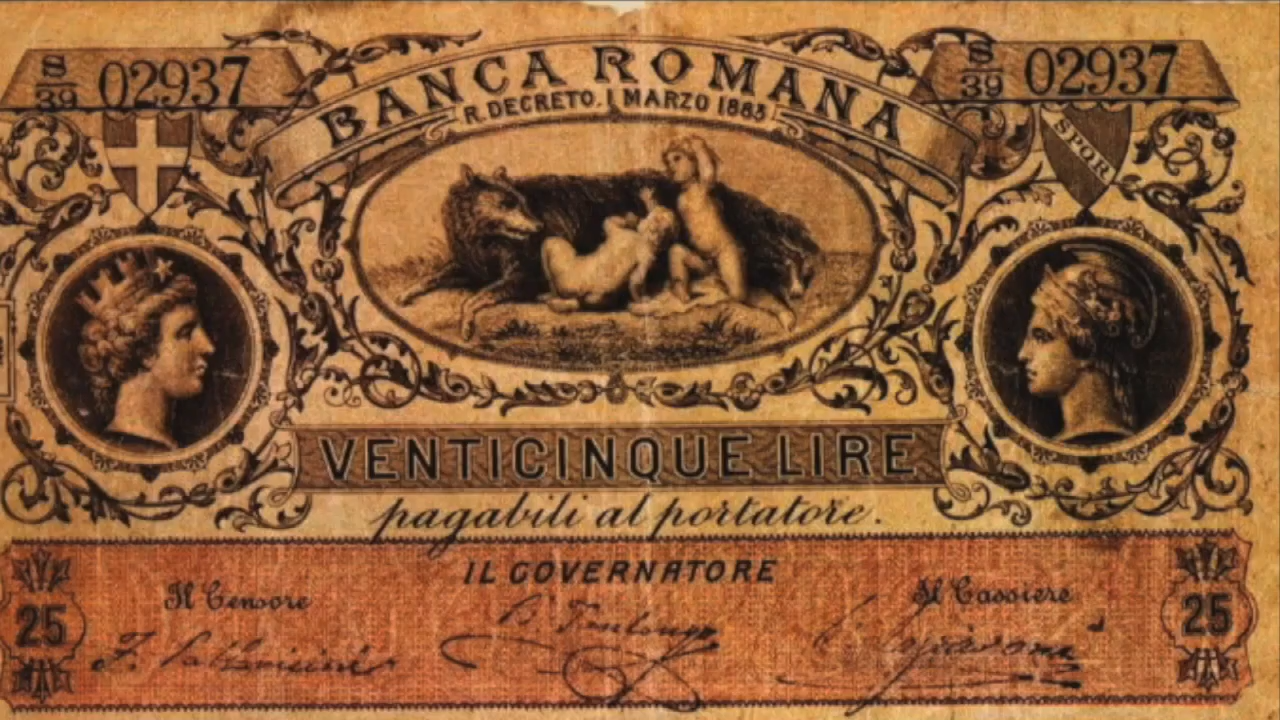 S/39 02937
BANCA ROMANA
S/39 02937
R. DECRETO. 1 MARZO 1883
SPQR
VENTICINQUE LIRE
pagabili al portatore.
IL GOVERNATORE
Il Censore
Il Cassiere
25
25
B. Tanlongo